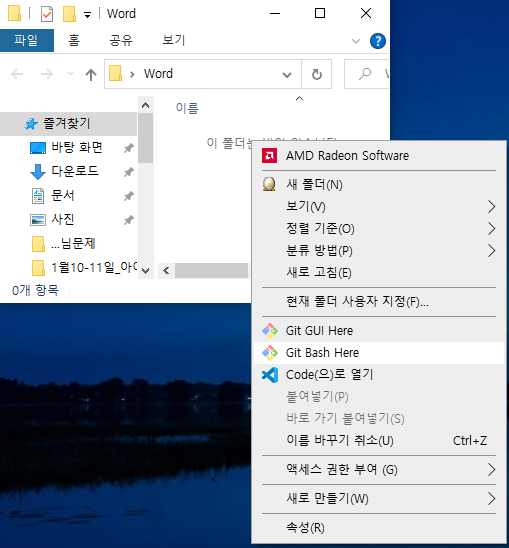 Word
파일
홈
공유
보기
Word
이름
즐겨찾기
바탕 화면
다운로드
문서
사진
...님문제
1월10-11일_아이
0개 항목
이 폴더는
AMD Radeon Software
새 폴더(N)
보기(V)
정렬 기준(O)
분류 방법(P)
새로 고침(E)
현재 폴더 사용자 지정(F)...
Git GUI Here
Git Bash Here
Code(으)로 열기
붙여넣기(P)
바로 가기 붙여넣기(S)
이름 바꾸기 취소(U) Ctrl+Z
액세스 권한 부여 (G)
새로 만들기(W)
속성(R)